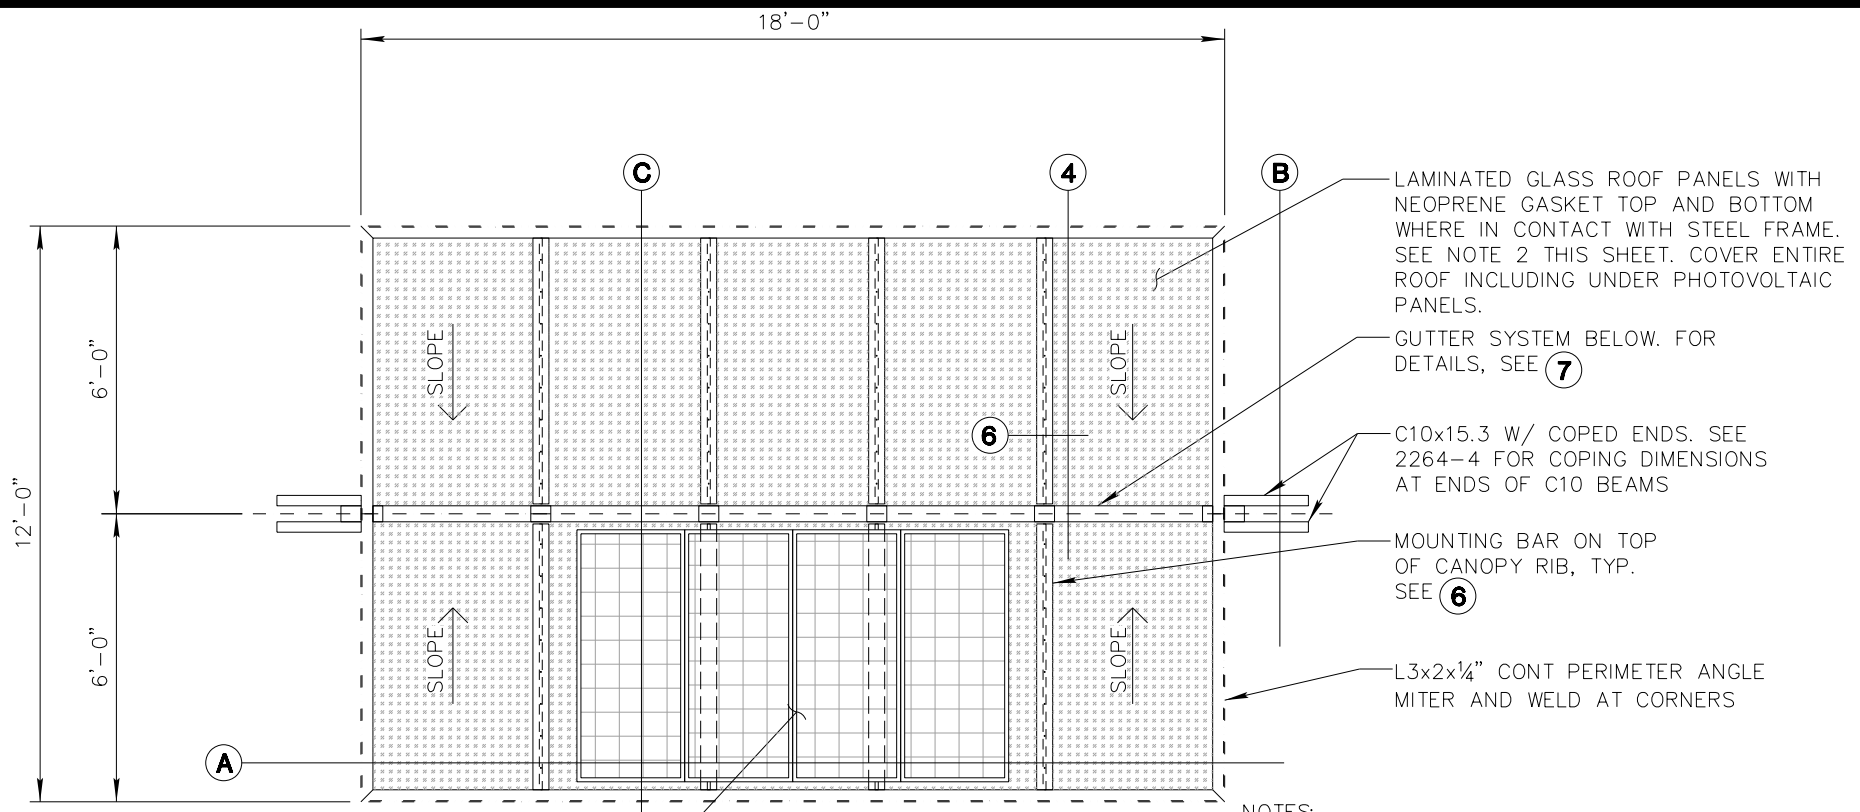 18'-0"
C
4
B
LAMINATED GLASS ROOF PANELS WITH
NEOPRENE GASKET TOP AND BOTTOM
WHERE IN CONTACT WITH STEEL FRAME.
SEE NOTE 2 THIS SHEET. COVER ENTIRE
ROOF INCLUDING UNDER PHOTOVOLTAIC
PANELS.
GUTTER SYSTEM BELOW. FOR
DETAILS, SEE 7
6'-0"
SLOPE
SLOPE
6
C10x15.3 W/ COPED ENDS. SEE
2264-4 FOR COPING DIMENSIONS
AT ENDS OF C10 BEAMS
12'-0"
MOUNTING BAR ON TOP
OF CANOPY RIB, TYP.
SEE 6
6'-0"
SLOPE
SLOPE
L3x2x¼" CONT PERIMETER ANGLE
MITER AND WELD AT CORNERS
A
NOTES: